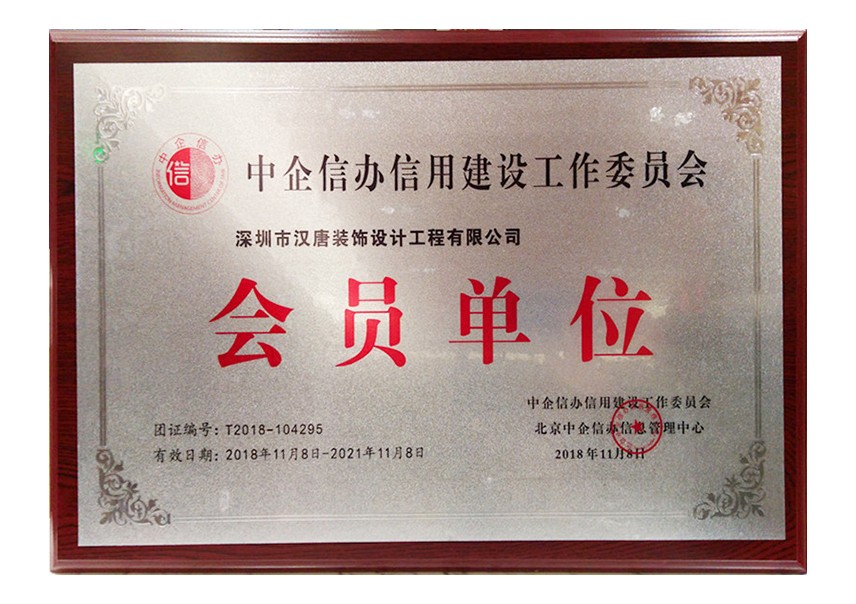 中企信办
信
中企信办信用建设工作委员会
深圳市汉唐装饰设计工程有限公司
会员单位
中企信办信用建设工作委员会
团证编号：T2018-104295
北京中企信办信息管理中心
有效日期：2018年11月8日-2021年11月8日
2018年11月8日